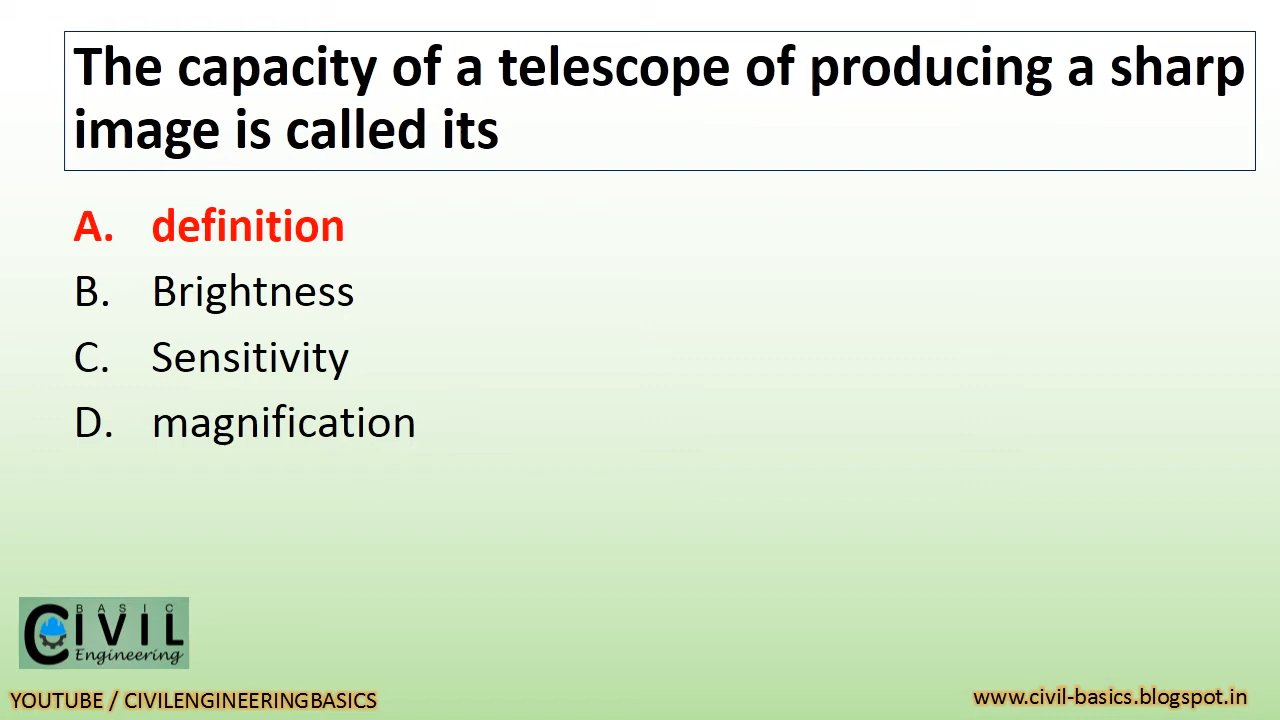 The capacity of a telescope of producing a sharp
image is called its
A. definition
B. Brightness
C. Sensitivity
D. magnification
BASIC
CIVIL
Engineering
YOUTUBE / CIVILENGINEERINGBASICS
www.civil-basics.blogspot.in